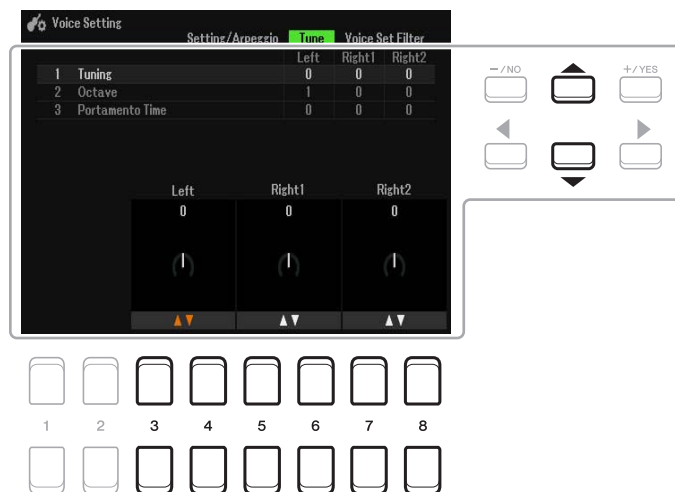 Voice Setting
Setting/Arpeggio Tune Voice Set Filter
Left Right1 Right2
1 Tuning 0 0 0
2 Octave 1 0 0
3 Portamento Time 0 0 0
Left Right1 Right2
0 0 0
-/NO +/YES
1 2 3 4 5 6 7 8